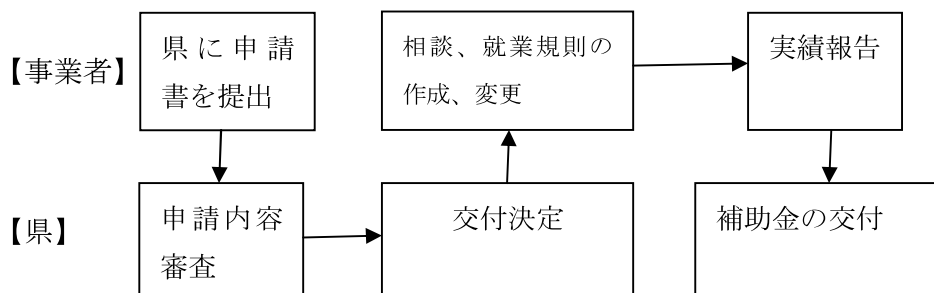 【事業者】
県に申請
書を提出
相談、就業規則の
作成、変更
実績報告
【県】
申請内容
審査
交付決定
補助金の交付